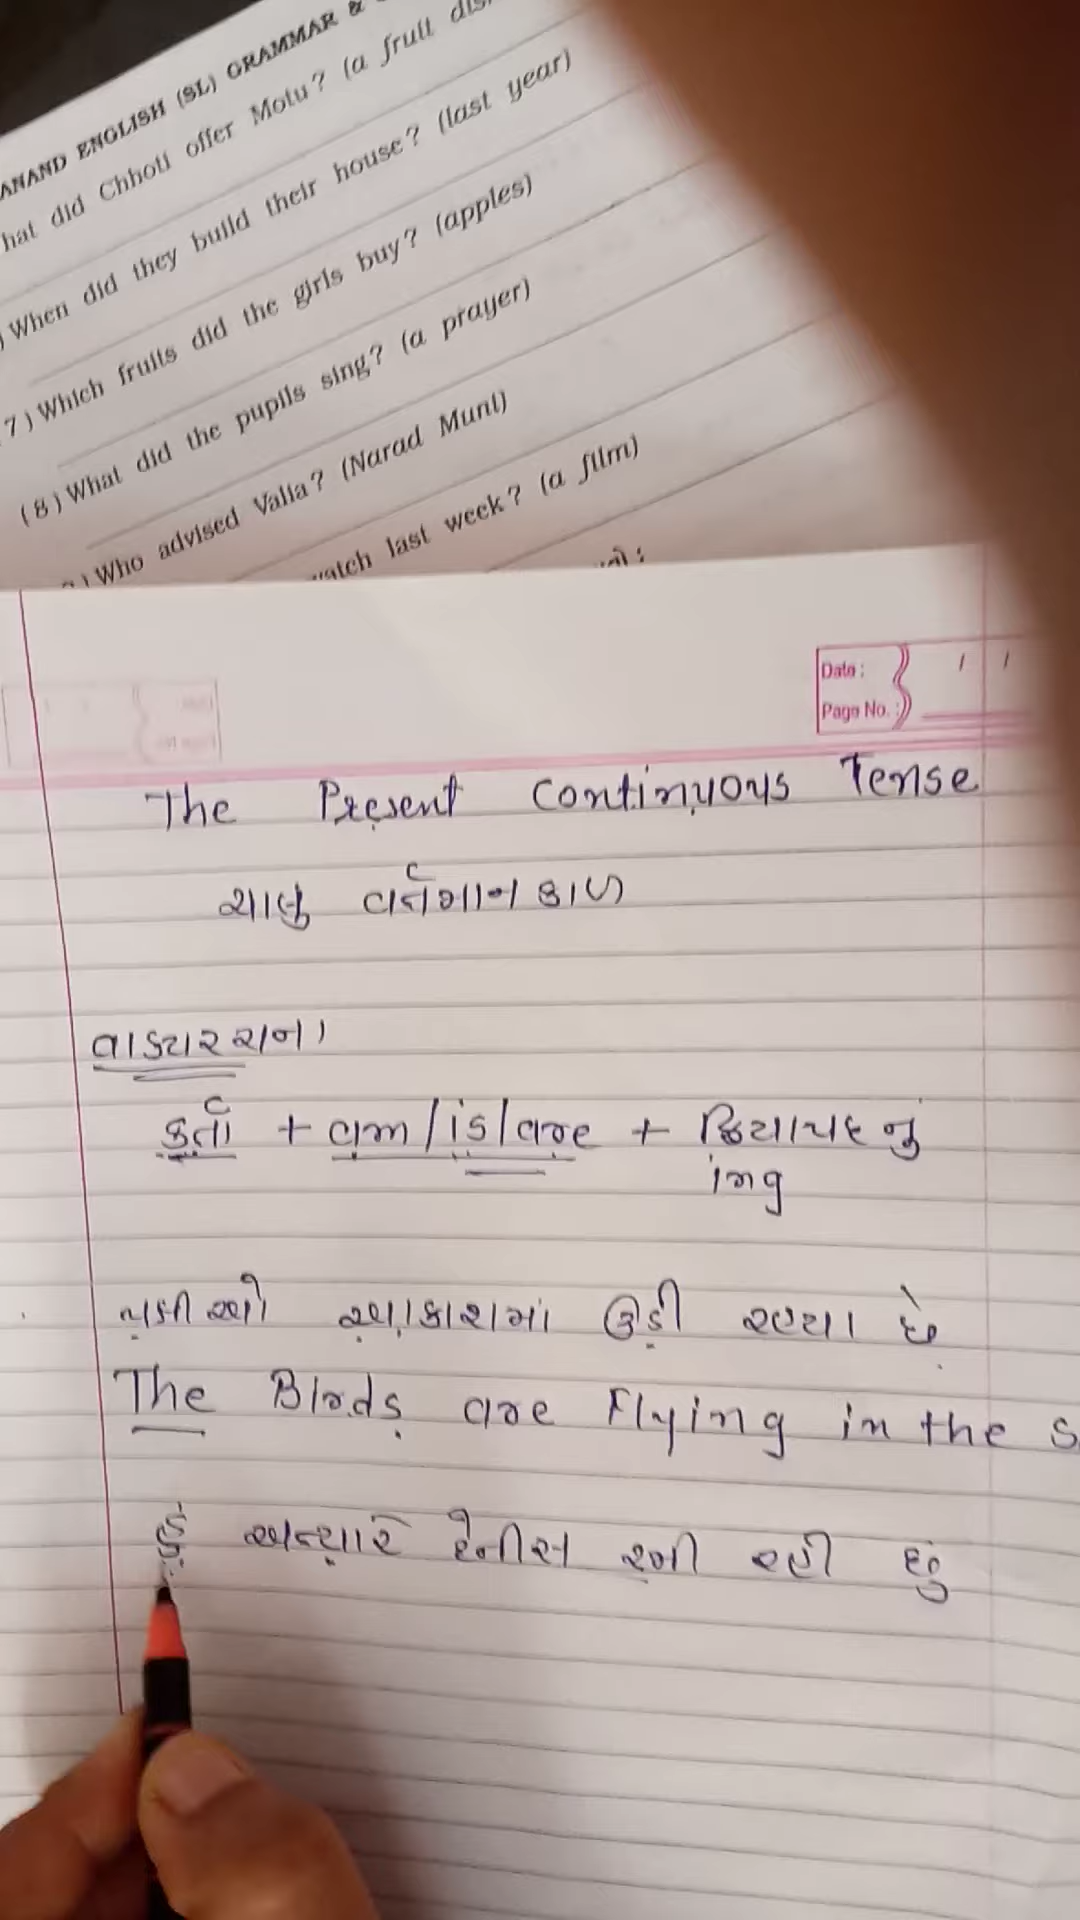 ANAND ENGLISH (SL) GRAMMAR &
hat did Chhoti offer Motu? (a fruit
) When did they build their house? (last year)
7) Which fruits did the girls buy? (apples)
(8) What did the pupils sing? (a prayer)
) Who advised Valia? (Narad Muni)
watch last week? (a film)
Date : / /
Page No. :
The Present Continuous Tense
ચાલુ વર્તમાન કાળ
વાક્યરચના
કર્તા + am/is/are + ક્રિયાપદ નું
ing
પક્ષીઓ આકાશમાં ઉડી રહ્યા છે
The Birds are Flying in the s
હું અત્યારે ટેનીસ રમી રહી છું